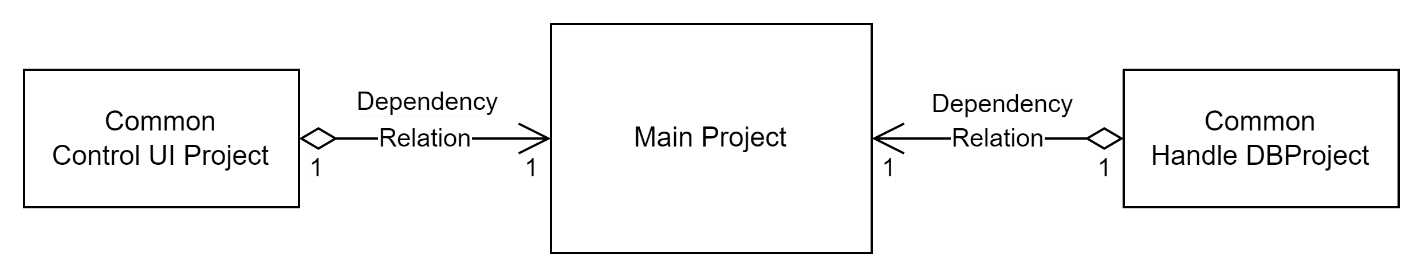 Common
Control UI Project
Dependency
Relation
1
1
Main Project
Dependency
Relation
1
1
Common
Handle DBProject